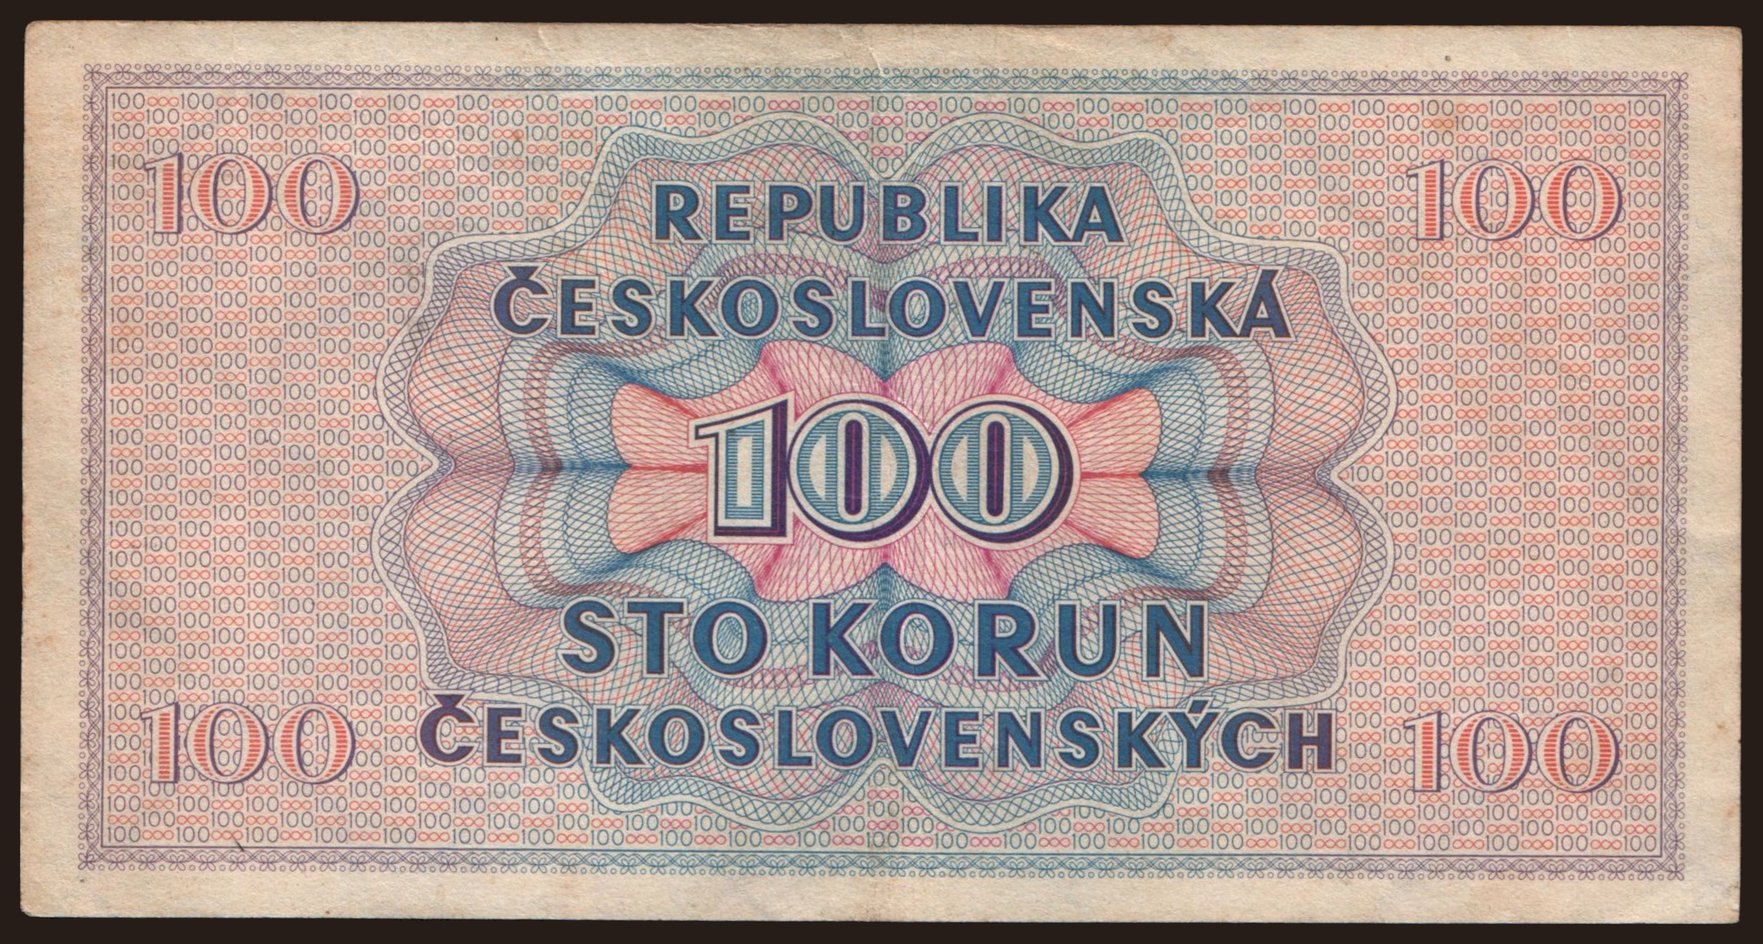 100 100
REPUBLIKA
ČESKOSLOVENSKÁ
100
STO KORUN
ČESKOSLOVENSKÝCH
100 100